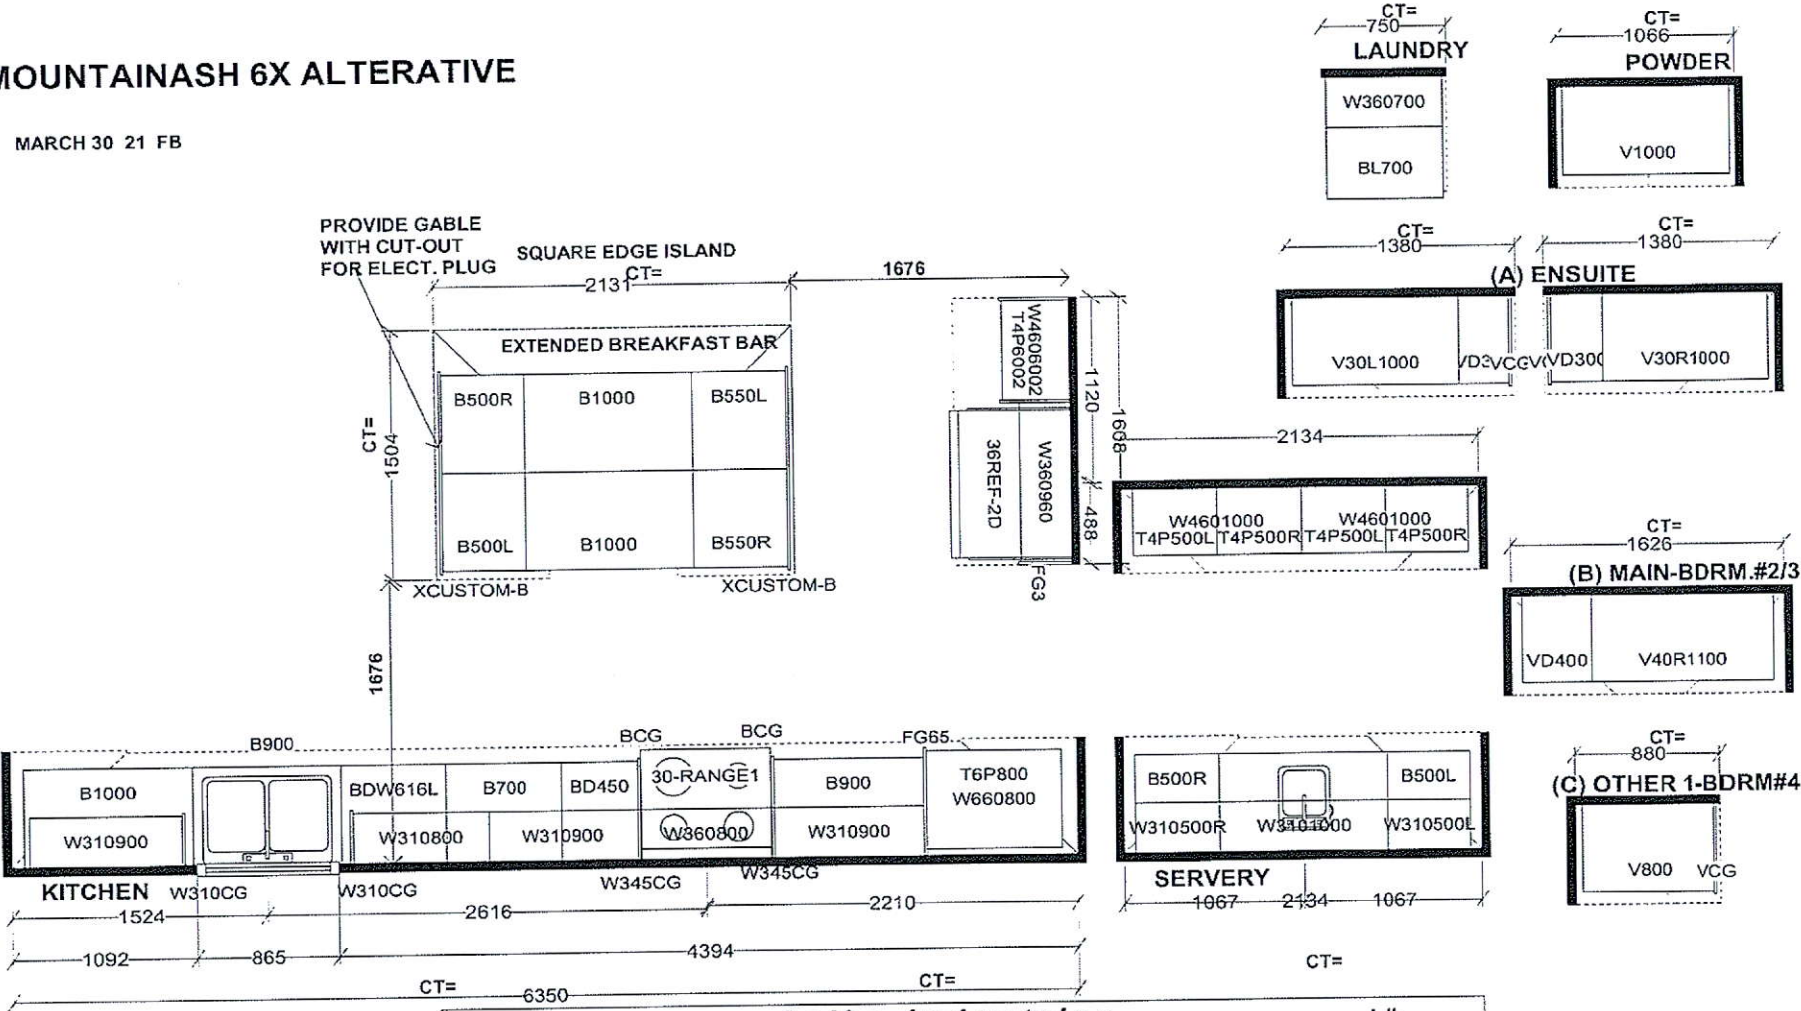 MOUNTAINASH 6X ALTERATIVE
MARCH 30 21 FB
CT=
750
LAUNDRY
W360700
BL700
CT=
1066
POWDER
V1000
PROVIDE GABLE
WITH CUT-OUT
FOR ELECT. PLUG
SQUARE EDGE ISLAND
CT=
2131
1676
EXTENDED BREAKFAST BAR
B500R
B1000
B550L
CT=
1504
B500L
B1000
B550R
XCUSTOM-B
XCUSTOM-B
1676
W4606002
T4P6002
1120
1608
36REF-2D
W360960
488
FG3
CT=
1380
CT=
1380
(A) ENSUITE
V30L1000
VCG
VD300
V30R1000
2134
W4601000
W4601000
T4P500L
T4P500R
T4P500L
T4P500R
CT=
1626
(B) MAIN-BDRM.#2/3
VD400
V40R1100
B900
BCG
BCG
FG65
B1000
BDW616L
B700
BD450
30-RANGE1
B900
T6P800
W660800
W310900
W310800
W310900
W360800
W310900
KITCHEN
W310CG
W310CG
W345CG
W345CG
1524
2616
2210
1092
865
4394
CT=
CT=
6350
B500R
B500L
W310500R
W3101000
W310500L
SERVERY
1067
2134
1067
CT=
CT=
880
(C) OTHER 1-BDRM#4
V800
VCG